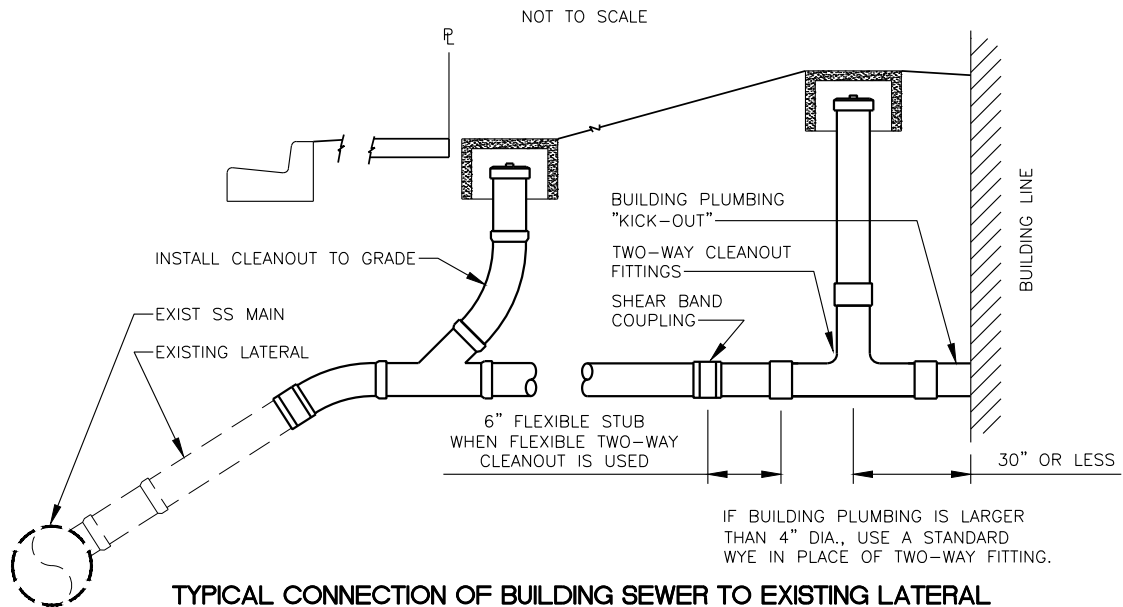 NOT TO SCALE
PL
BUILDING PLUMBING
"KICK-OUT"
BUILDING LINE
INSTALL CLEANOUT TO GRADE
TWO-WAY CLEANOUT
FITTINGS
SHEAR BAND
COUPLING
EXIST SS MAIN
EXISTING LATERAL
6" FLEXIBLE STUB
WHEN FLEXIBLE TWO-WAY
CLEANOUT IS USED
30" OR LESS
IF BUILDING PLUMBING IS LARGER
THAN 4" DIA., USE A STANDARD
WYE IN PLACE OF TWO-WAY FITTING.
TYPICAL CONNECTION OF BUILDING SEWER TO EXISTING LATERAL